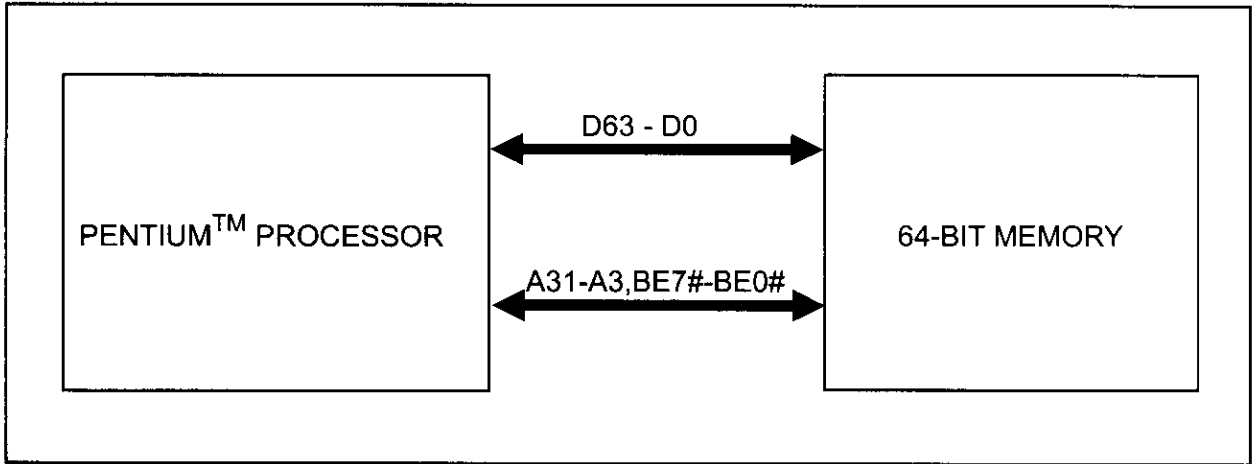 D63 - D0
PENTIUM™ PROCESSOR
64-BIT MEMORY
A31-A3,BE7#-BE0#